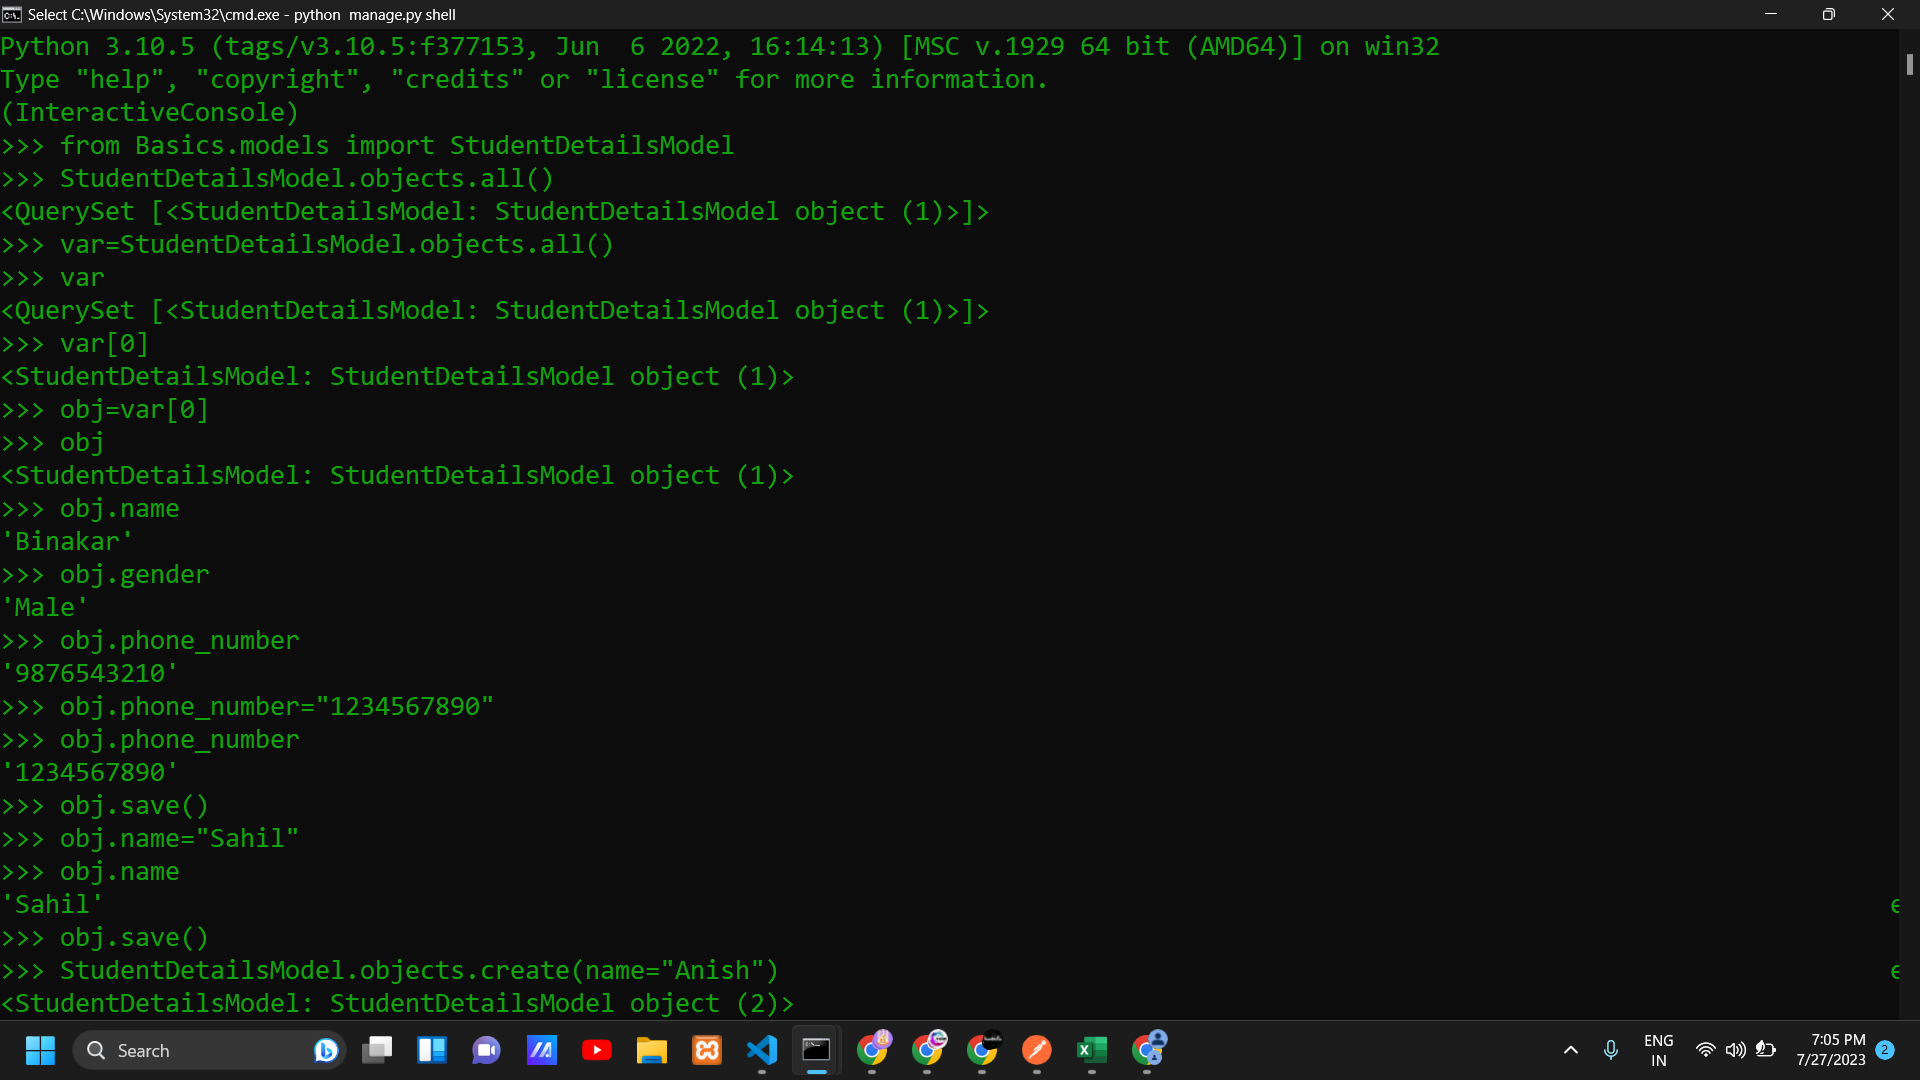 Select C:\Windows\System32\cmd.exe - python  manage.py shell
Python 3.10.5 (tags/v3.10.5:f377153, Jun  6 2022, 16:14:13) [MSC v.1929 64 bit (AMD64)] on win32
Type "help", "copyright", "credits" or "license" for more information.
(InteractiveConsole)
>>> from Basics.models import StudentDetailsModel
>>> StudentDetailsModel.objects.all()
<QuerySet [<StudentDetailsModel: StudentDetailsModel object (1)>]>
>>> var=StudentDetailsModel.objects.all()
>>> var
<QuerySet [<StudentDetailsModel: StudentDetailsModel object (1)>]>
>>> var[0]
<StudentDetailsModel: StudentDetailsModel object (1)>
>>> obj=var[0]
>>> obj
<StudentDetailsModel: StudentDetailsModel object (1)>
>>> obj.name
'Binakar'
>>> obj.gender
'Male'
>>> obj.phone_number
'9876543210'
>>> obj.phone_number="1234567890"
>>> obj.phone_number
'1234567890'
>>> obj.save()
>>> obj.name="Sahil"
>>> obj.name
'Sahil'
>>> obj.save()
>>> StudentDetailsModel.objects.create(name="Anish")
<StudentDetailsModel: StudentDetailsModel object (2)>
Search
ENG
IN
7:05 PM
7/27/2023
2